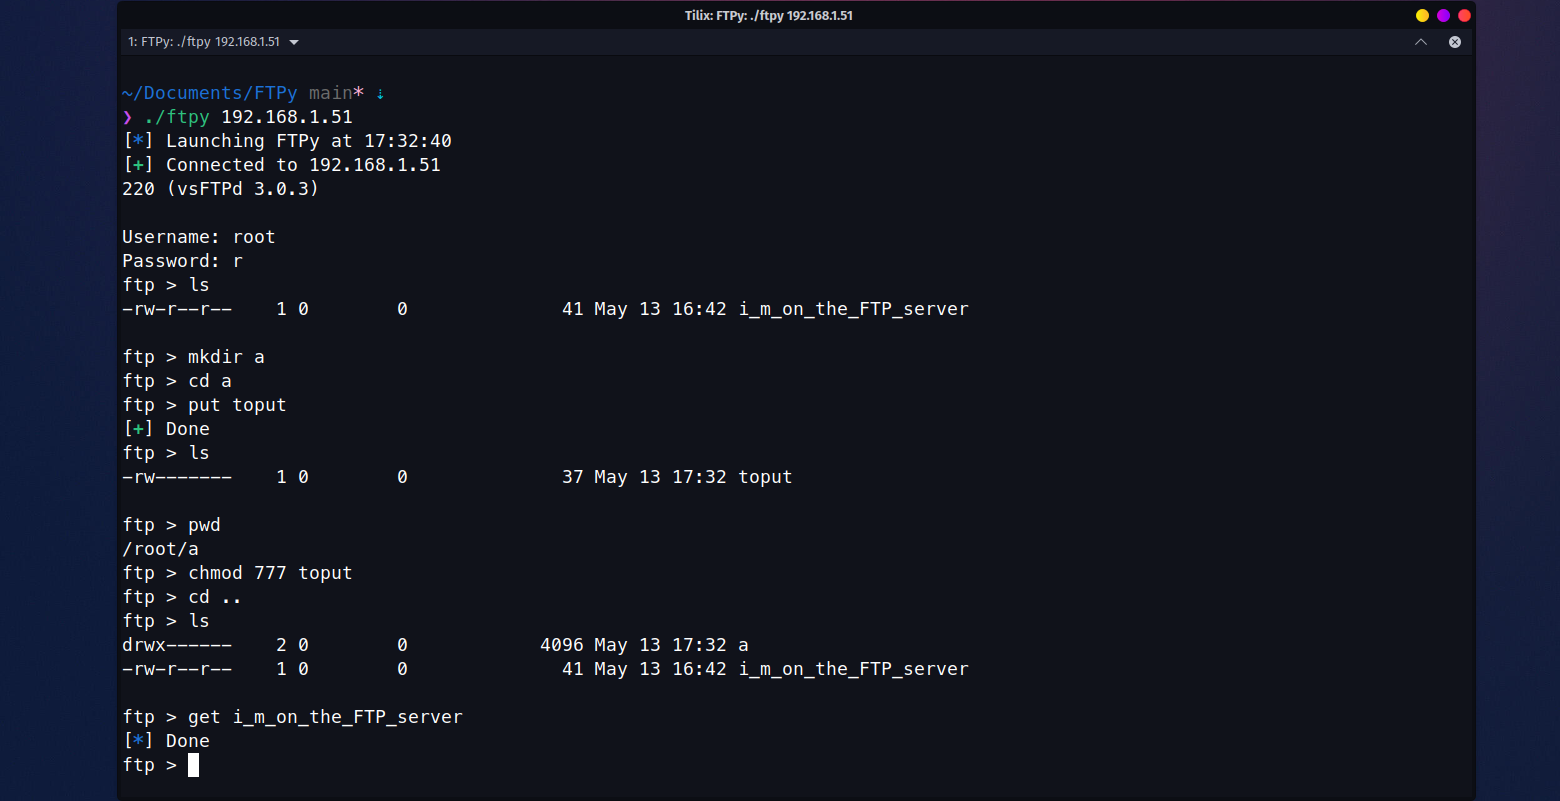 Tilix: FTPy: ./ftpy 192.168.1.51
1: FTPy: ./ftpy 192.168.1.51
~/Documents/FTPy main* ⇣
❯ ./ftpy 192.168.1.51
[*] Launching FTPy at 17:32:40
[+] Connected to 192.168.1.51
220 (vsFTPd 3.0.3)
Username: root
Password: r
ftp > ls
-rw-r--r--    1 0        0              41 May 13 16:42 i_m_on_the_FTP_server
ftp > mkdir a
ftp > cd a
ftp > put toput
[+] Done
ftp > ls
-rw-------    1 0        0              37 May 13 17:32 toput
ftp > pwd
/root/a
ftp > chmod 777 toput
ftp > cd ..
ftp > ls
drwx------    2 0        0            4096 May 13 17:32 a
-rw-r--r--    1 0        0              41 May 13 16:42 i_m_on_the_FTP_server
ftp > get i_m_on_the_FTP_server
[*] Done
ftp >